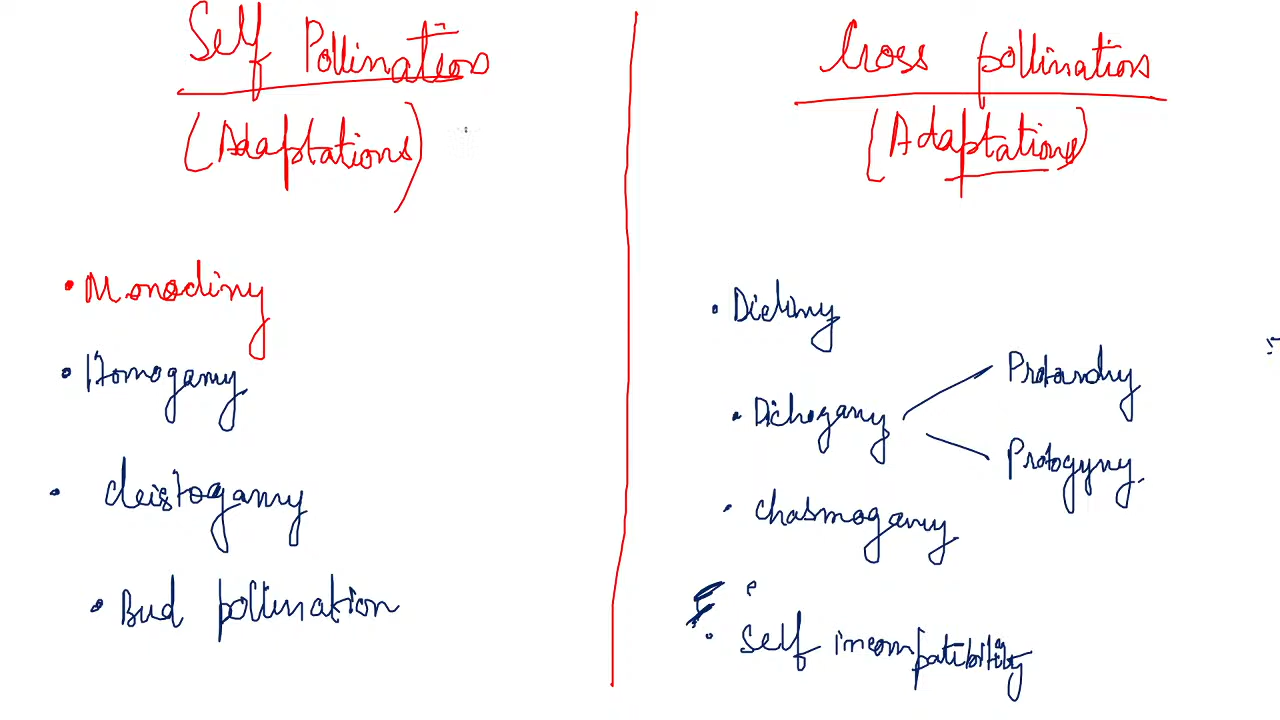 Self Pollination
(Adaptations)
• Monocliny
• Homogamy
• cleistogamy
• Bud pollination
Cross pollination
(Adaptations)
• Dicliny
• Dichogamy
Protandry
Protogyny.
• chasmogamy
• Self incompatibility